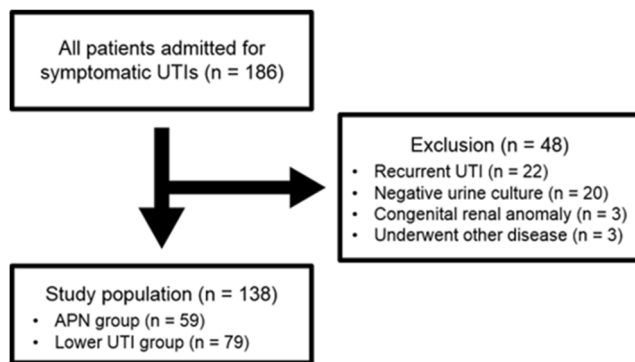 All patients admitted for
symptomatic UTIs (n = 186)
Exclusion (n = 48)
• Recurrent UTI (n = 22)
• Negative urine culture (n = 20)
• Congenital renal anomaly (n = 3)
• Underwent other disease (n = 3)
Study population (n = 138)
• APN group (n = 59)
• Lower UTI group (n = 79)